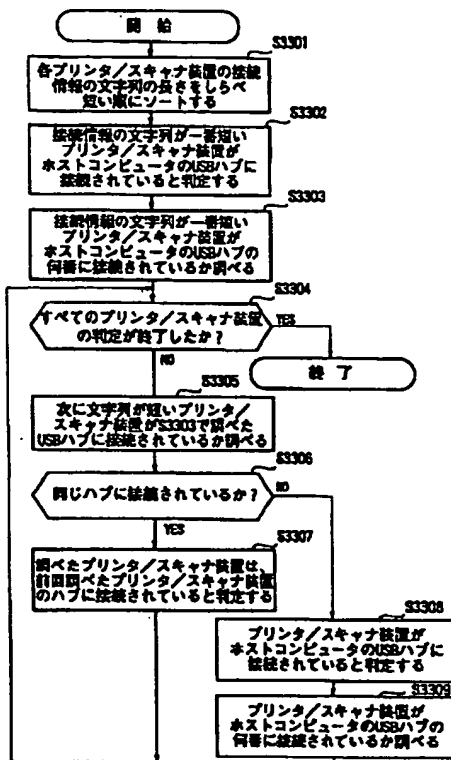 開 始
S3301
各プリンタ/スキャナ装置の接続
情報の文字列の長さをしらべ
短い順にソートする
S3302
接続情報の文字列が一番短い
プリンタ/スキャナ装置が
ホストコンピュータのUSBハブに
接続されていると判定する
S3303
接続情報の文字列が一番短い
プリンタ/スキャナ装置が
ホストコンピュータのUSBハブの
何番に接続されているか調べる
S3304
すべてのプリンタ/スキャナ装置
の判定が終了したか?
YES
NO
終 了
S3305
次に文字列が短いプリンタ/
スキャナ装置がS3303で調べた
USBハブに接続されているか調べる
S3306
同じハブに接続されているか?
NO
YES
S3307
調べたプリンタ/スキャナ装置は、
前回調べたプリンタ/スキャナ装置
のハブに接続されていると判定する
S3308
プリンタ/スキャナ装置が
ホストコンピュータのUSBハブに
接続されていると判定する
S3309
プリンタ/スキャナ装置が
ホストコンピュータのUSBハブの
何番に接続されているか調べる